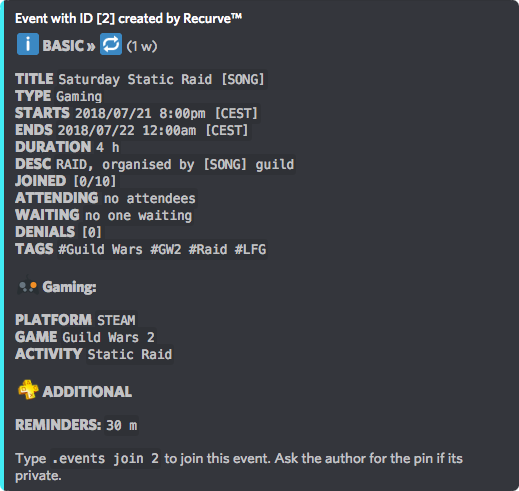 Event with ID [2] created by Recurve™
BASIC » (1 w)
TITLE Saturday Static Raid [SONG]
TYPE Gaming
STARTS 2018/07/21 8:00pm [CEST]
ENDS 2018/07/22 12:00am [CEST]
DURATION 4 h
DESC RAID, organised by [SONG] guild
JOINED [0/10]
ATTENDING no attendees
WAITING no one waiting
DENIALS [0]
TAGS #Guild Wars #GW2 #Raid #LFG
Gaming:
PLATFORM STEAM
GAME Guild Wars 2
ACTIVITY Static Raid
ADDITIONAL
REMINDERS: 30 m
Type .events join 2 to join this event. Ask the author for the pin if its
private.